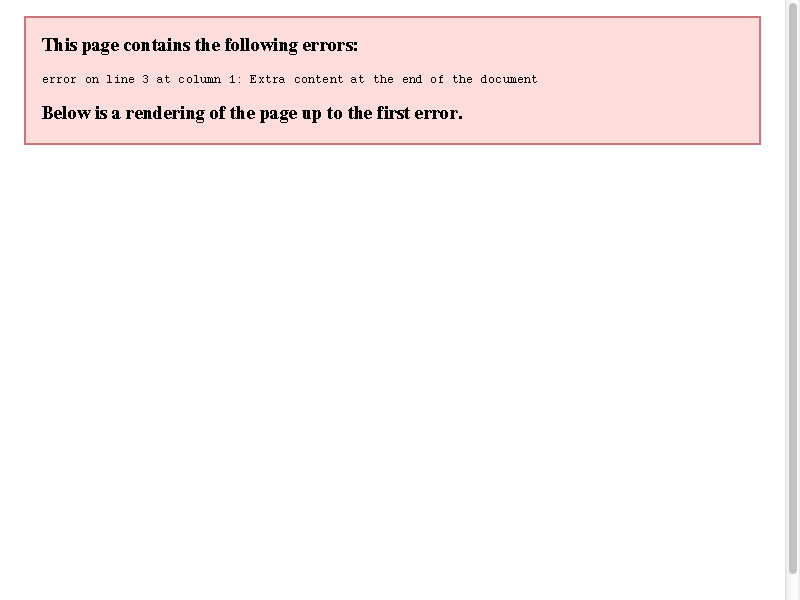 This page contains the following errors:
error on line 3 at column 1: Extra content at the end of the document
Below is a rendering of the page up to the first error.